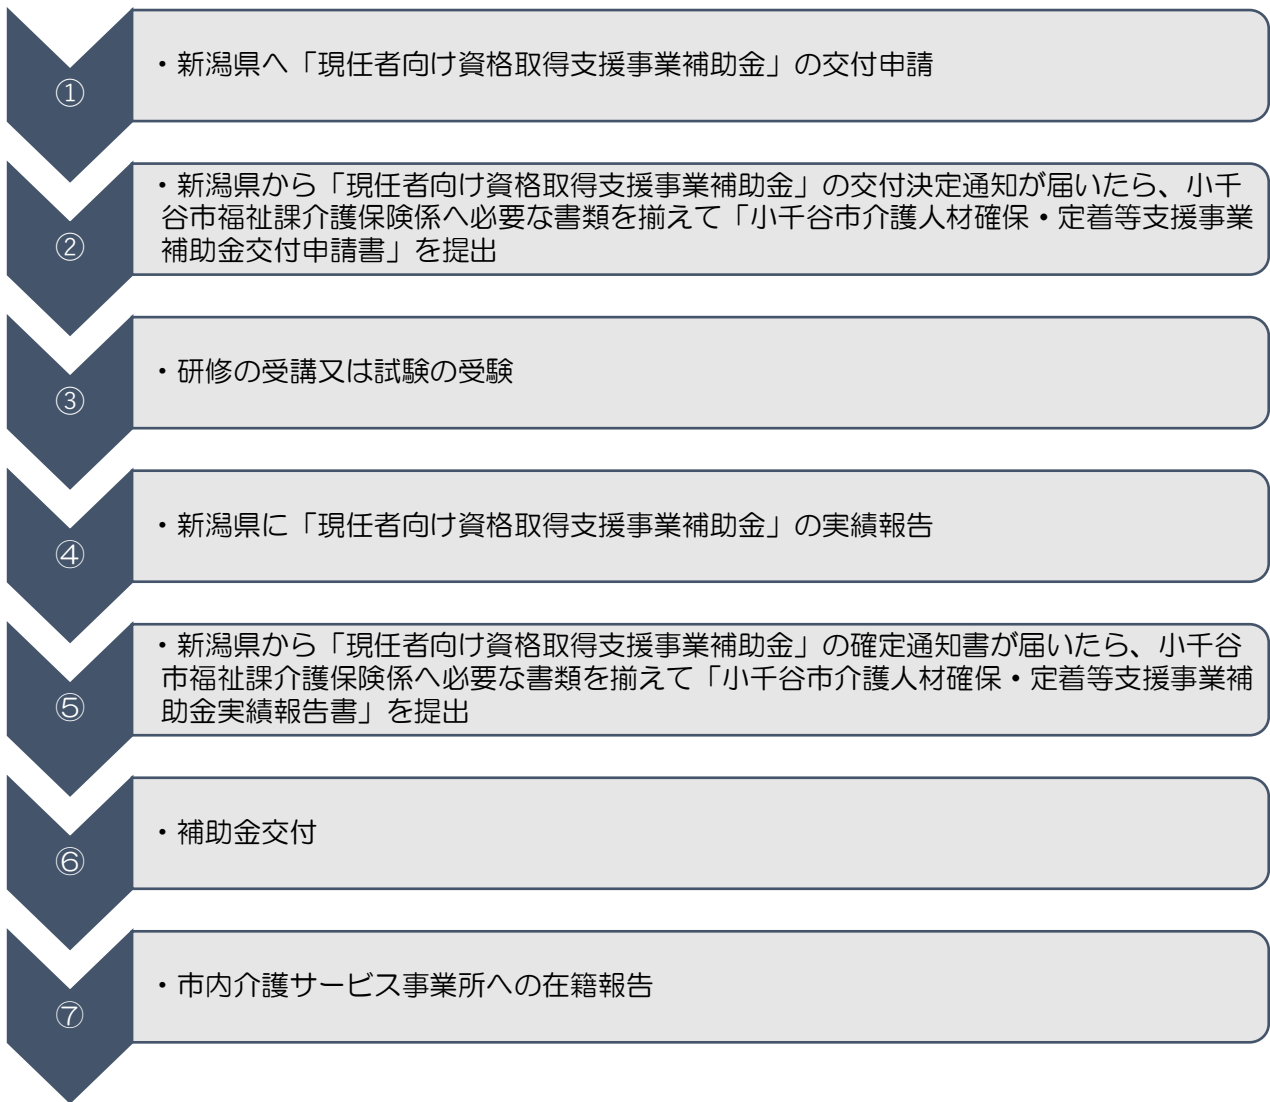 ①
・新潟県へ「現任者向け資格取得支援事業補助金」の交付申請
②
・新潟県から「現任者向け資格取得支援事業補助金」の交付決定通知が届いたら、小千
谷市福祉課介護保険係へ必要な書類を揃えて「小千谷市介護人材確保・定着等支援事業
補助金交付申請書」を提出
③
・研修の受講又は試験の受験
④
・新潟県に「現任者向け資格取得支援事業補助金」の実績報告
⑤
・新潟県から「現任者向け資格取得支援事業補助金」の確定通知書が届いたら、小千谷
市福祉課介護保険係へ必要な書類を揃えて「小千谷市介護人材確保・定着等支援事業補
助金実績報告書」を提出
⑥
・補助金交付
⑦
・市内介護サービス事業所への在籍報告